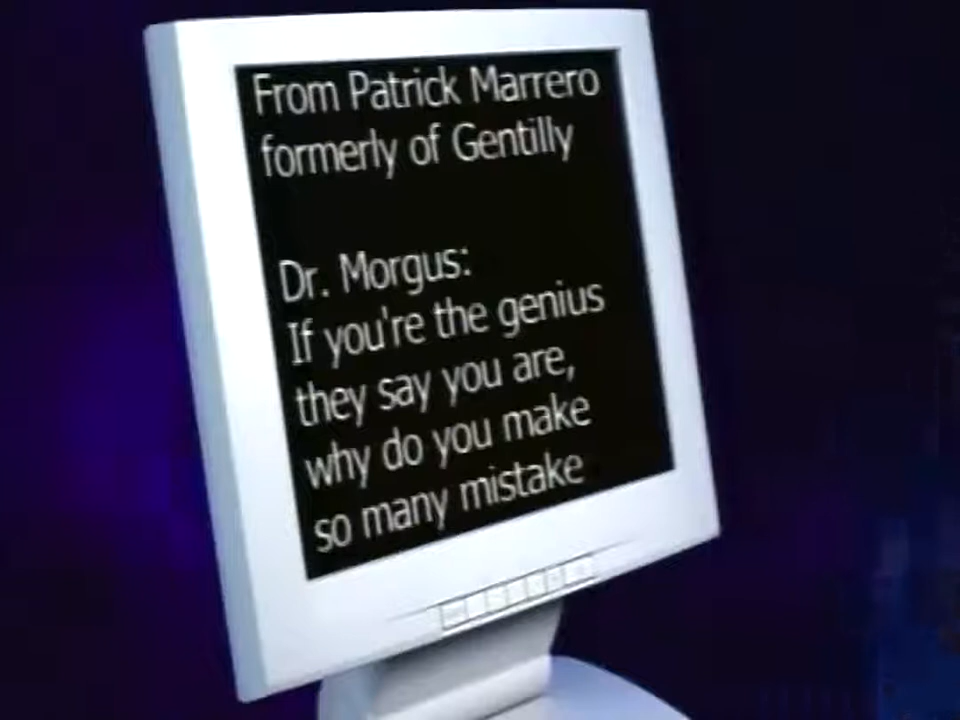 From Patrick Marrero
formerly of Gentilly
Dr. Morgus:
If you're the genius
they say you are,
why do you make
so many mistake